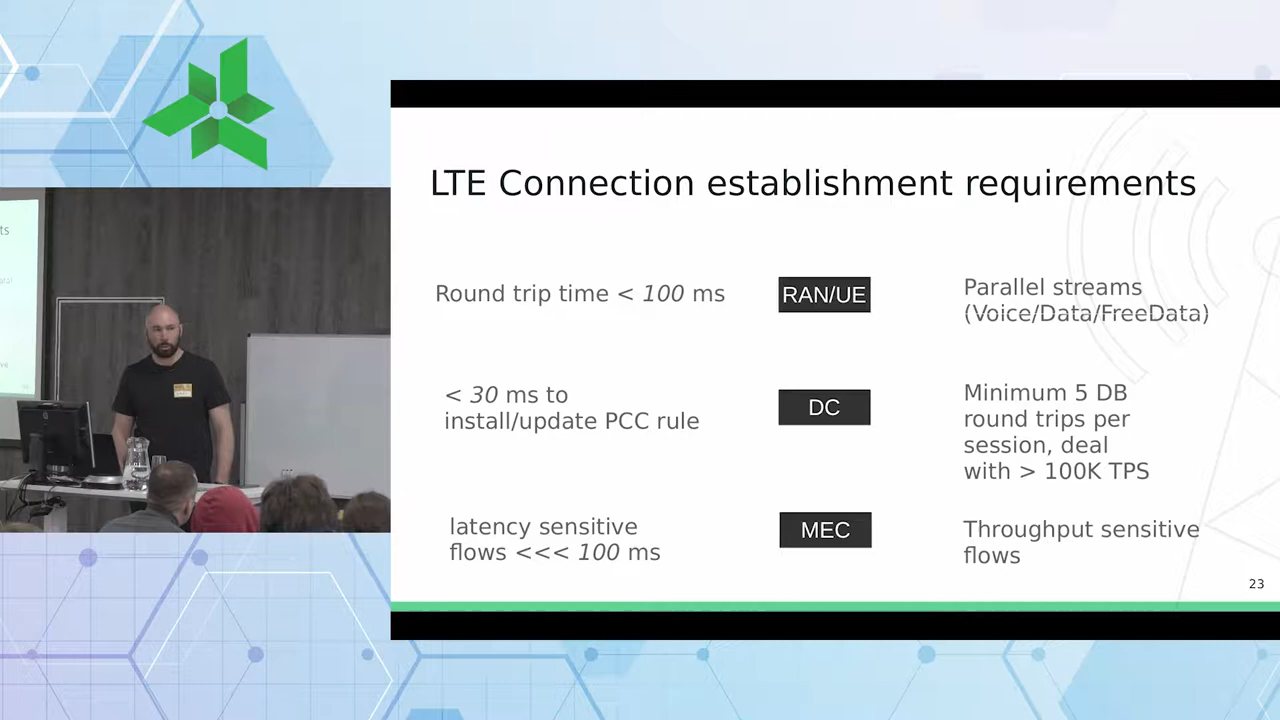 LTE Connection establishment requirements
Round trip time < 100 ms
RAN/UE
Parallel streams
(Voice/Data/FreeData)
< 30 ms to
install/update PCC rule
DC
Minimum 5 DB
round trips per
session, deal
with > 100K TPS
latency sensitive
flows <<< 100 ms
MEC
Throughput sensitive
flows
23
ts